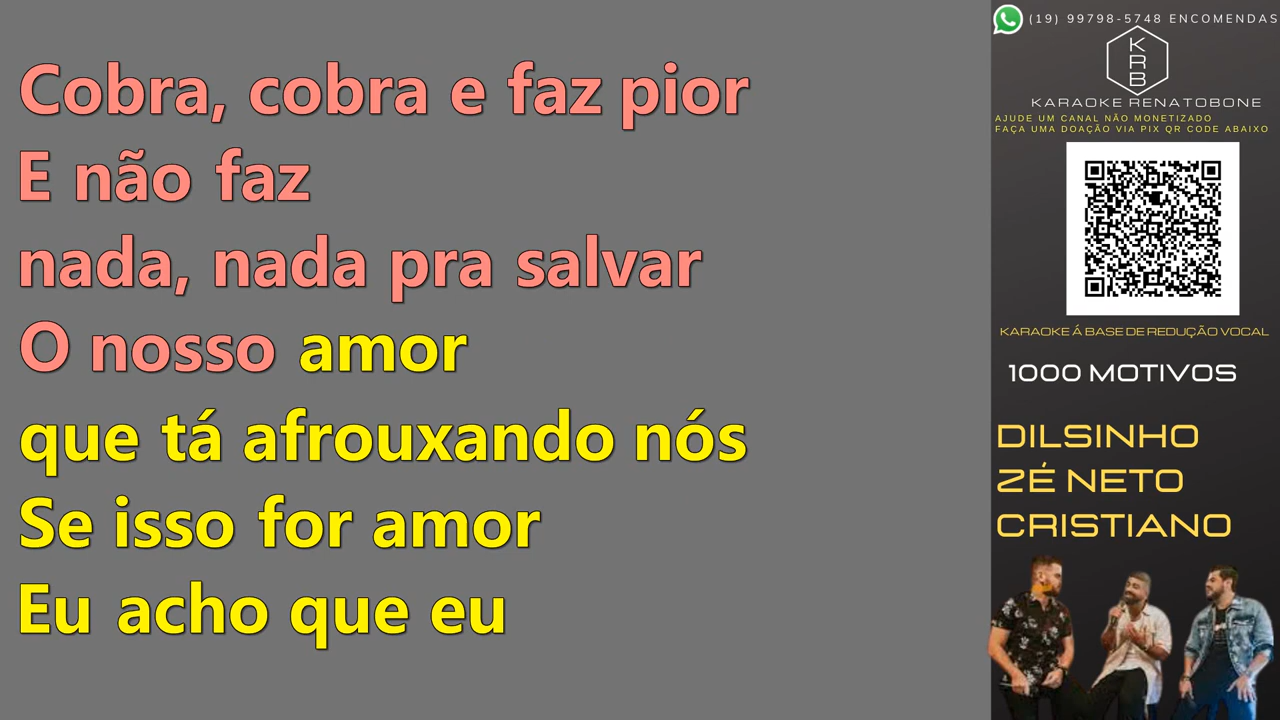 Cobra, cobra e faz pior
E não faz
nada, nada pra salvar
O nosso amor
que tá afrouxando nós
Se isso for amor
Eu acho que eu
(19) 99798-5748 ENCOMENDAS
K
R
B
KARAOKE RENATOBONE
AJUDE UM CANAL NÃO MONETIZADO
FAÇA UMA DOAÇÃO VIA PIX QR CODE ABAIXO
KARAOKE Á BASE DE REDUÇÃO VOCAL
1000 MOTIVOS
DILSINHO
ZÉ NETO
CRISTIANO